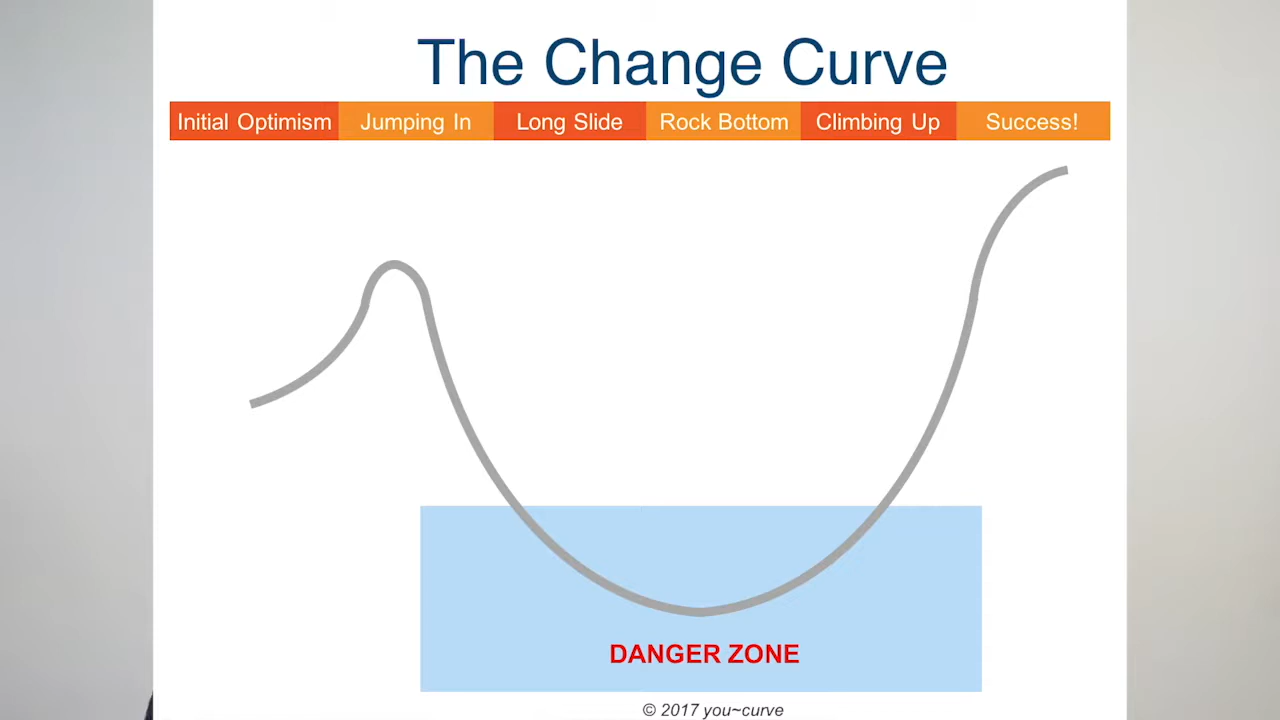 The Change Curve
Initial Optimism Jumping In Long Slide Rock Bottom Climbing Up Success!
DANGER ZONE
© 2017 you~curve